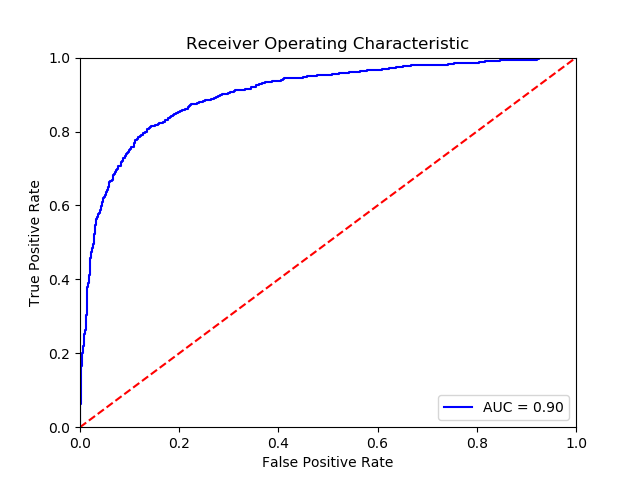 Receiver Operating Characteristic
1.0
0.8
0.6
0.4
0.2
0.0
True Positive Rate
AUC = 0.90
0.0 0.2 0.4 0.6 0.8 1.0
False Positive Rate